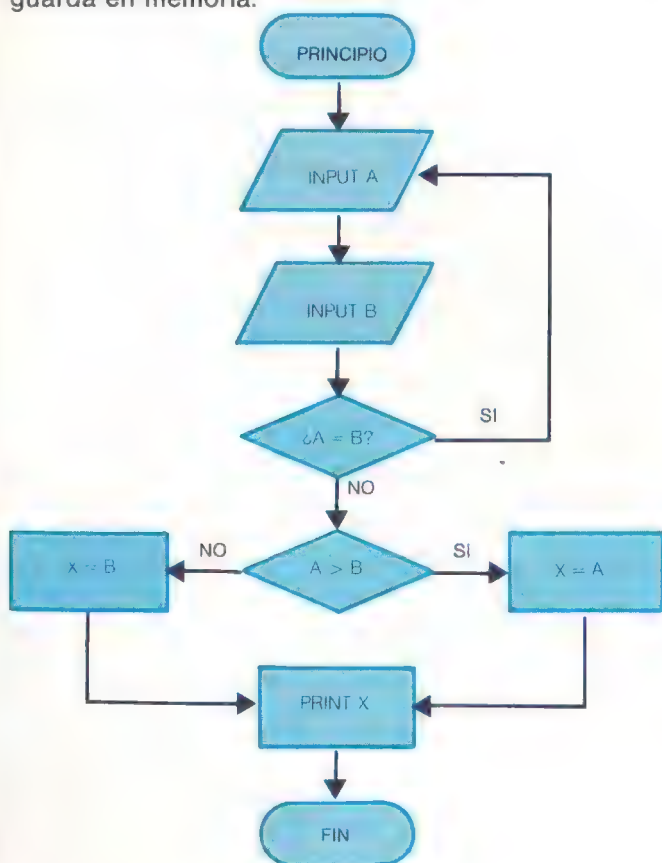 guarda en memoria.
PRINCIPIO
INPUT A
INPUT B
¿A = B?
SI
NO
NO
A > B
SI
X = B
X = A
PRINT X
FIN